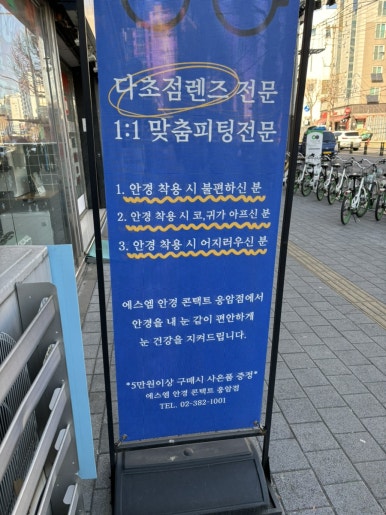 다초점렌즈 전문
1:1 맞춤피팅전문
1. 안경 착용 시 불편하신 분
2. 안경 착용 시 코,귀가 아프신 분
3. 안경 착용 시 어지러우신 분
에스엠 안경 콘텍트 응암점에서
안경을 내 눈 같이 편안하게
눈 건강을 지켜드립니다.
*5만원이상 구매시 사은품 증정*
에스엠 안경 콘텍트 응암점
TEL. 02-382-1001